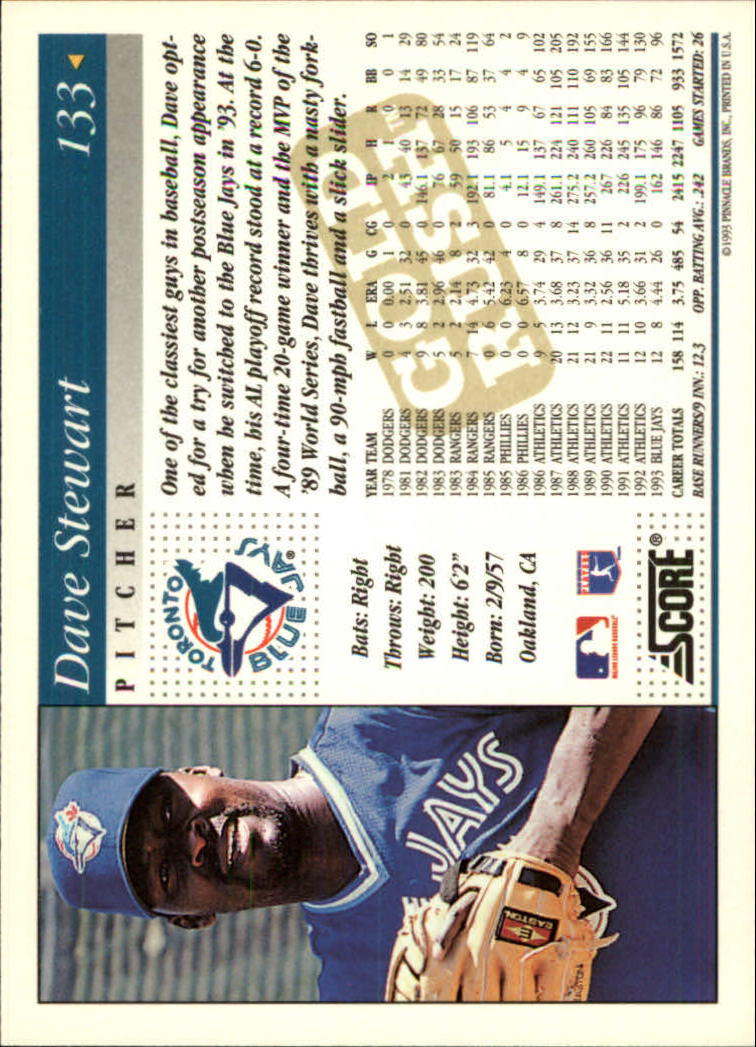 Dave Stewart 133
PITCHER
TORONTO
BLUE JAYS®
One of the classiest guys in baseball, Dave opt-
ed for a try for another postseason appearance
when he switched to the Blue Jays in '93. At the
time, his AL playoff record stood at a record 6-0.
A four-time 20-game winner and the MVP of the
'89 World Series, Dave thrives with a nasty fork-
ball, a 90-mph fastball and a slick slider.
Bats: Right
Throws: Right
Weight: 200
Height: 6'2"
Born: 2/9/57
Oakland, CA
YEAR TEAM W L ERA G CG IP H R BB SO
1978 DODGERS 0 0 0.00 1 0 2 1 0 0 1
1981 DODGERS 4 3 2.51 32 0 43 40 13 14 29
1982 DODGERS 9 8 3.81 45 0 146.1 137 72 49 80
1983 DODGERS 5 2 2.96 46 0 76 67 28 33 54
1983 RANGERS 5 2 2.14 8 2 59 50 15 17 24
1984 RANGERS 7 14 4.73 32 3 192.1 193 106 87 119
1985 RANGERS 0 6 5.42 42 0 81.1 86 53 37 64
1985 PHILLIES 0 0 6.23 4 0 4.1 5 4 4 2
1986 PHILLIES 0 0 6.57 8 0 12.1 15 9 4 9
1986 ATHLETICS 9 5 3.74 29 4 149.1 137 67 65 102
1987 ATHLETICS 20 13 3.68 37 8 261.1 224 121 105 205
1988 ATHLETICS 21 12 3.23 37 14 275.2 240 111 110 192
1989 ATHLETICS 21 9 3.32 36 8 257.2 260 105 69 155
1990 ATHLETICS 22 11 2.56 36 11 267 226 84 83 166
1991 ATHLETICS 11 11 5.18 35 2 226 245 135 105 144
1992 ATHLETICS 12 10 3.66 31 2 199.1 175 96 79 130
1993 BLUE JAYS 12 8 4.44 26 0 162 146 86 72 96
CAREER TOTALS 158 114 3.75 485 54 2415 2247 1105 933 1572
BASE RUNNERS/9 INN.: 12.3 OPP. BATTING AVG.: .242 GAMES STARTED: 26
GOLD
RUSH™
PLAYERS
MAJOR LEAGUE BASEBALL
SCORE®
©1993 PINNACLE BRANDS, INC., PRINTED IN U.S.A.
E JAYS
EASTON
EASTON